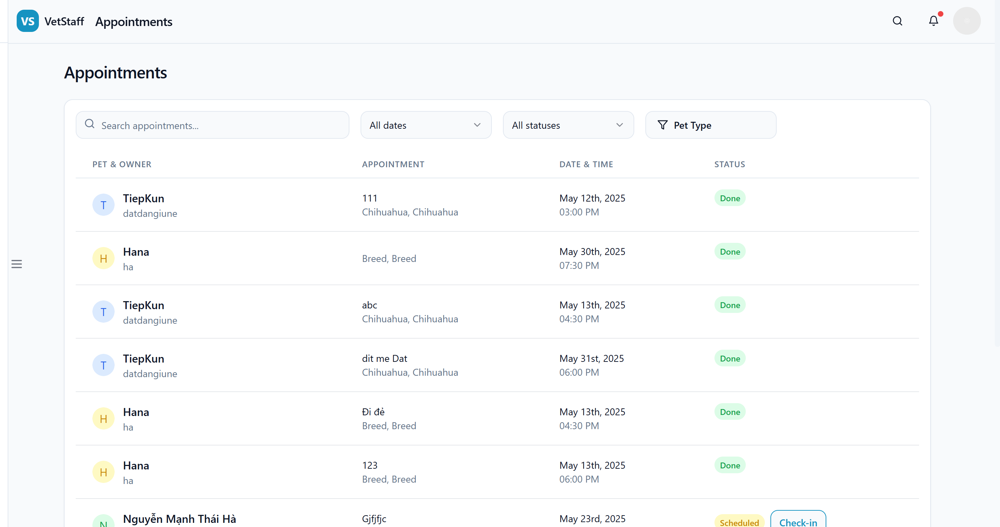 VS VetStaff Appointments
Appointments
Search appointments... All dates All statuses Pet Type
PET & OWNER APPOINTMENT DATE & TIME STATUS
T TiepKun 111 May 12th, 2025 Done
datdangiune Chihuahua, Chihuahua 03:00 PM
H Hana May 30th, 2025 Done
ha Breed, Breed 07:30 PM
T TiepKun abc May 13th, 2025 Done
datdangiune Chihuahua, Chihuahua 04:30 PM
T TiepKun dit me Dat May 31st, 2025 Done
datdangiune Chihuahua, Chihuahua 06:00 PM
H Hana Đi đẻ May 13th, 2025 Done
ha Breed, Breed 04:30 PM
H Hana 123 May 13th, 2025 Done
ha Breed, Breed 06:00 PM
N Nguyễn Mạnh Thái Hà Gjfjfjc May 23rd, 2025 Scheduled Check-in